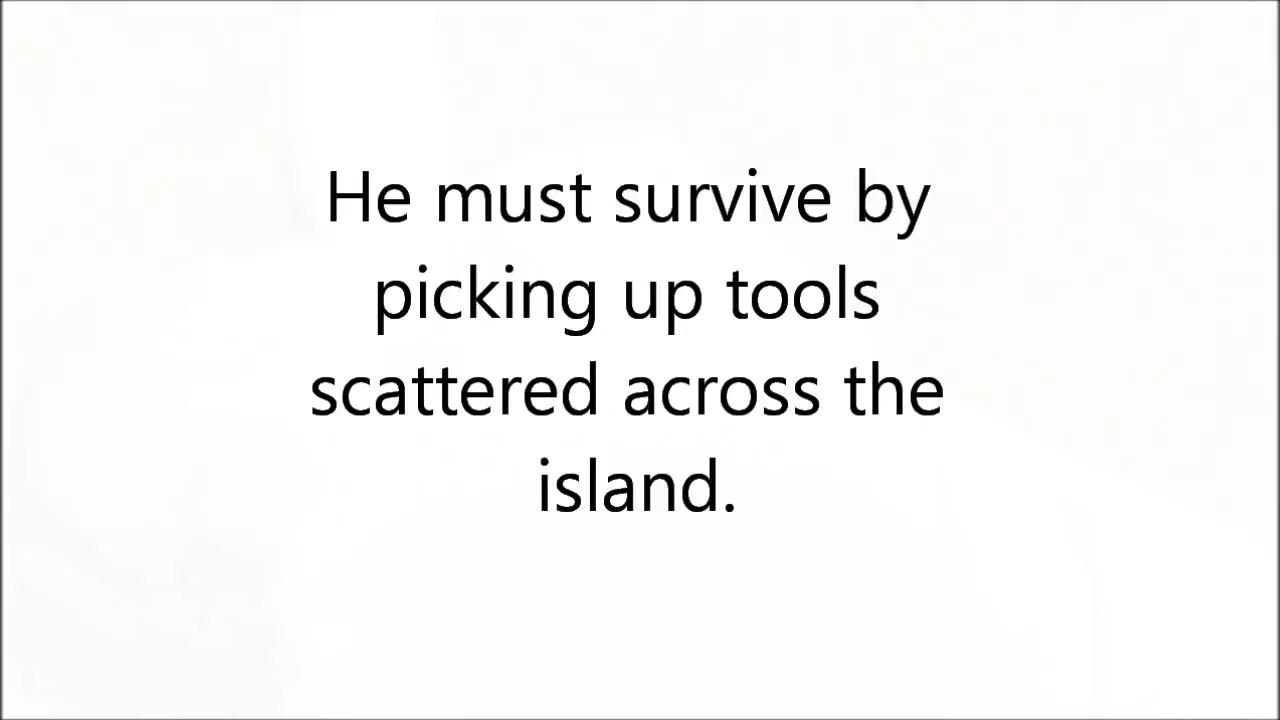 He must survive by
picking up tools
scattered across the
island.